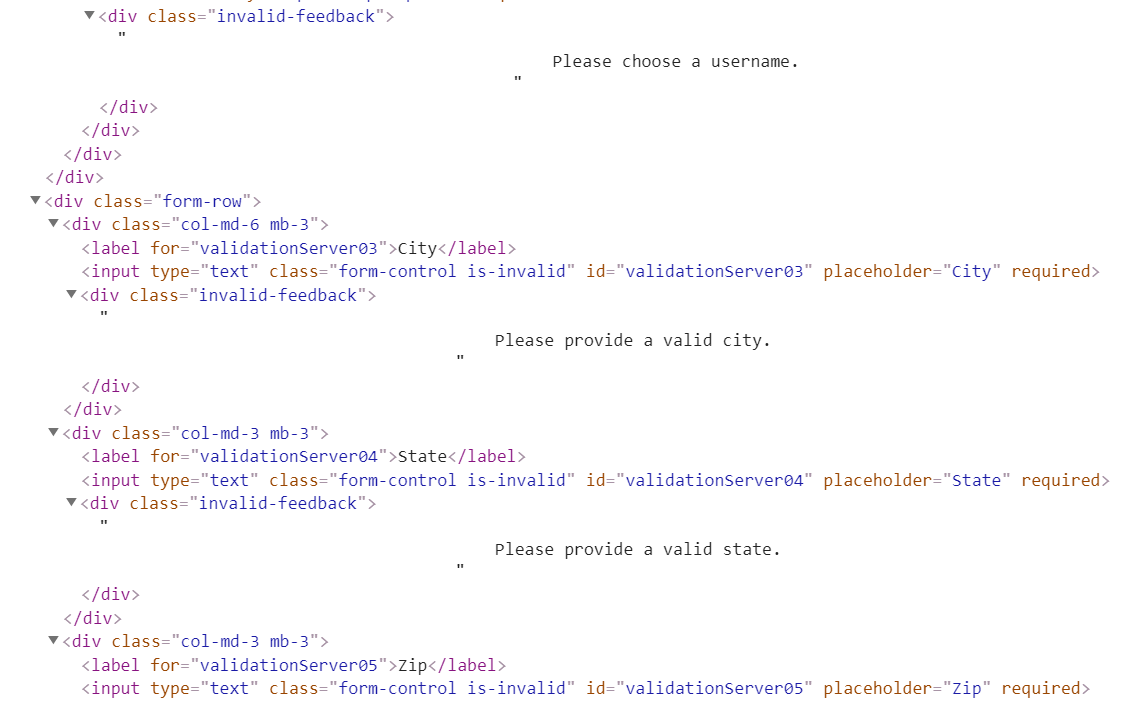 <div class="invalid-feedback">
"
Please choose a username.
"
</div>
</div>
</div>
</div>
<div class="form-row">
<div class="col-md-6 mb-3">
<label for="validationServer03">City</label>
<input type="text" class="form-control is-invalid" id="validationServer03" placeholder="City" required>
<div class="invalid-feedback">
"
Please provide a valid city.
"
</div>
</div>
<div class="col-md-3 mb-3">
<label for="validationServer04">State</label>
<input type="text" class="form-control is-invalid" id="validationServer04" placeholder="State" required>
<div class="invalid-feedback">
"
Please provide a valid state.
"
</div>
</div>
<div class="col-md-3 mb-3">
<label for="validationServer05">Zip</label>
<input type="text" class="form-control is-invalid" id="validationServer05" placeholder="Zip" required>